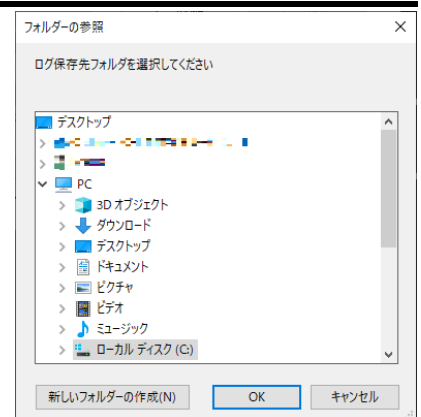 フォルダーの参照
ログ保存先フォルダを選択してください
デスクトップ
PC
3D オブジェクト
ダウンロード
デスクトップ
ドキュメント
ピクチャ
ビデオ
ミュージック
ローカル ディスク (C:)
新しいフォルダーの作成(N)
OK
キャンセル